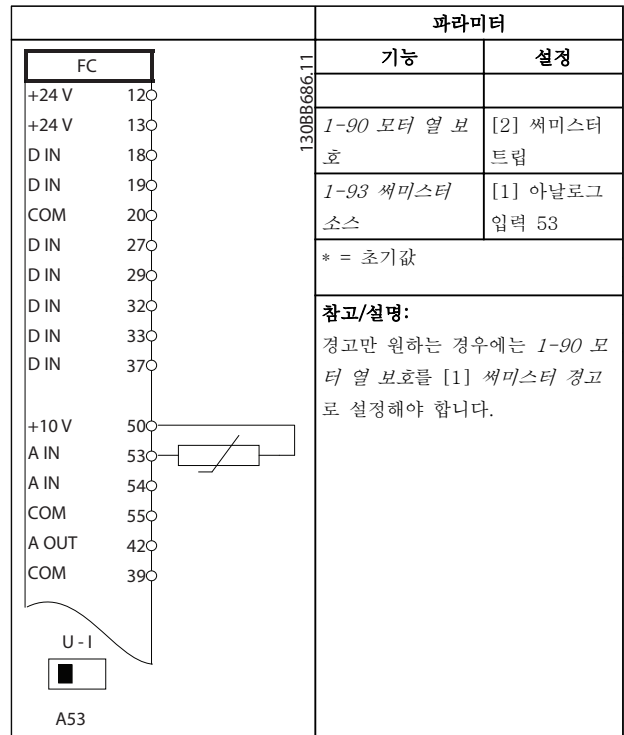 FC
+24 V 12
+24 V 13
D IN 18
D IN 19
COM 20
D IN 27
D IN 29
D IN 32
D IN 33
D IN 37
+10 V 50
A IN 53
A IN 54
COM 55
A OUT 42
COM 39
U - I
A53
130BB686.11
파라미터
기능 설정
1-90 모터 열 보 [2] 써미스터
호 트립
1-93 써미스터 [1] 아날로그
소스 입력 53
* = 초기값
참고/설명:
경고만 원하는 경우에는 1-90 모
터 열 보호를 [1] 써미스터 경고
로 설정해야 합니다.